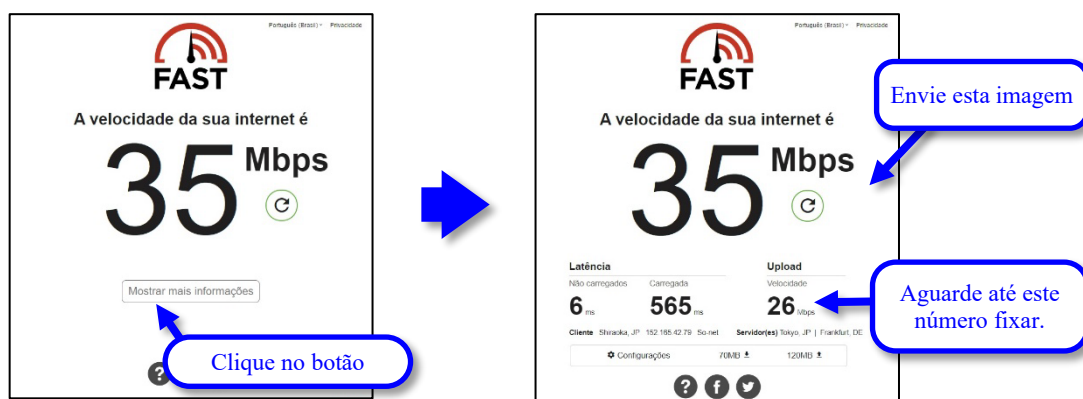 Português (Brasil) Privacidade
FAST
A velocidade da sua internet é
35 Mbps
Mostrar mais informações
?
Clique no botão
Português (Brasil) Privacidade
FAST
A velocidade da sua internet é
35 Mbps
Envie esta imagem
Latência Upload
Não carregados Carregada Velocidade
6 ms 565 ms 26 Mbps
Aguarde até este
número fixar.
Cliente Shiraoka, JP 152.165.42.79 So-net Servidor(es) Tokyo, JP | Frankfurt, DE
Configurações 70MB 120MB
? f